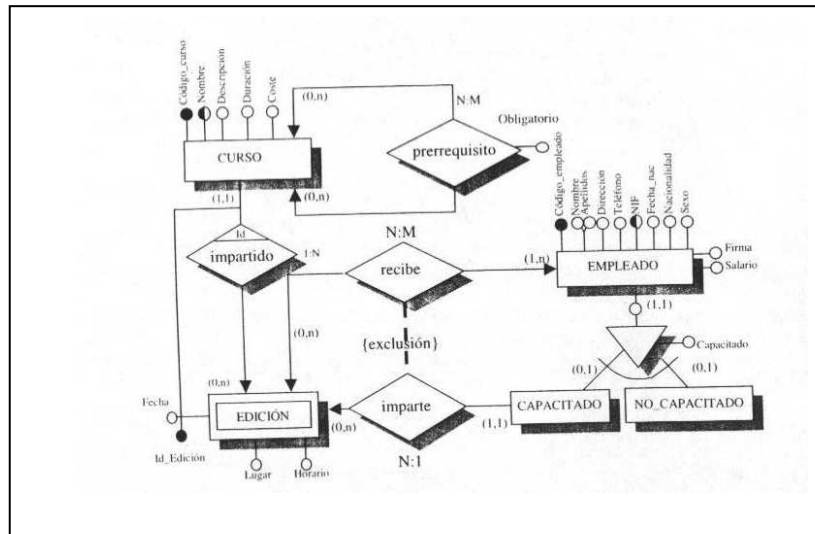 Código_curso
Nombre
Descripcion
Duración
Coste
CURSO
(1,1)
(0,n)
(0,n)
N:M
prerrequisito
Obligatorio
Id
impartido
1:N
N:M
recibe
(1,n)
Código_empleado
Nombre
Apellidos
Dirección
Teléfono
NIF
Fecha_nac
Nacionalidad
Sexo
EMPLEADO
Firma
Salario
(1,1)
Capacitado
(0,1)
(0,1)
(0,n)
{exclusión}
(0,n)
Fecha
EDICIÓN
(0,n)
imparte
(1,1)
CAPACITADO
NO_CAPACITADO
N:1
Id_Edición
Lugar
Horario